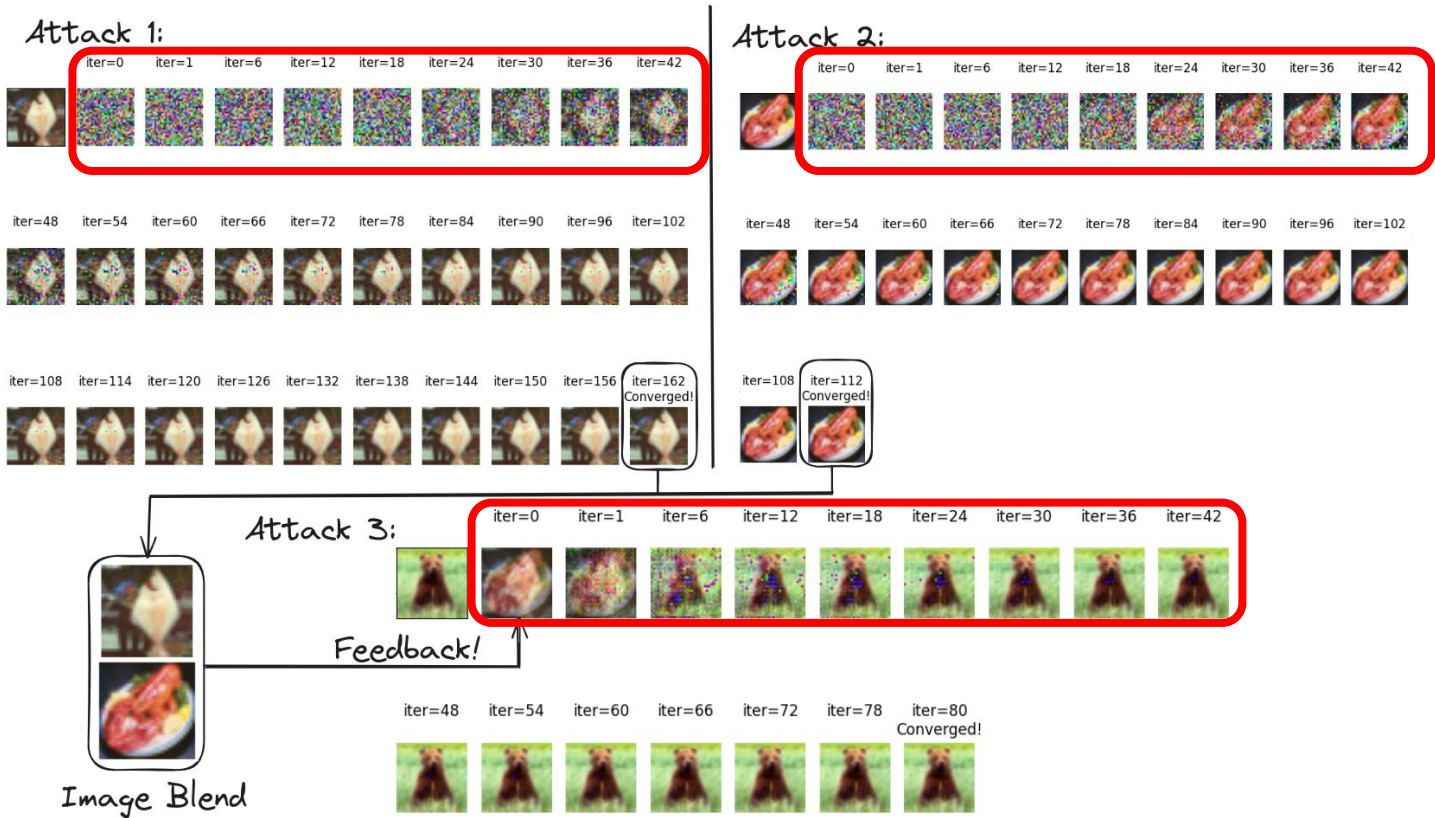 Attack 1:
iter=0 iter=1 iter=6 iter=12 iter=18 iter=24 iter=30 iter=36 iter=42
iter=48 iter=54 iter=60 iter=66 iter=72 iter=78 iter=84 iter=90 iter=96 iter=102
iter=108 iter=114 iter=120 iter=126 iter=132 iter=138 iter=144 iter=150 iter=156 iter=162
Converged!
Attack 2:
iter=0 iter=1 iter=6 iter=12 iter=18 iter=24 iter=30 iter=36 iter=42
iter=48 iter=54 iter=60 iter=66 iter=72 iter=78 iter=84 iter=90 iter=96 iter=102
iter=108 iter=112
Converged!
Attack 3:
iter=0 iter=1 iter=6 iter=12 iter=18 iter=24 iter=30 iter=36 iter=42
Feedback!
iter=48 iter=54 iter=60 iter=66 iter=72 iter=78 iter=80
Converged!
Image Blend